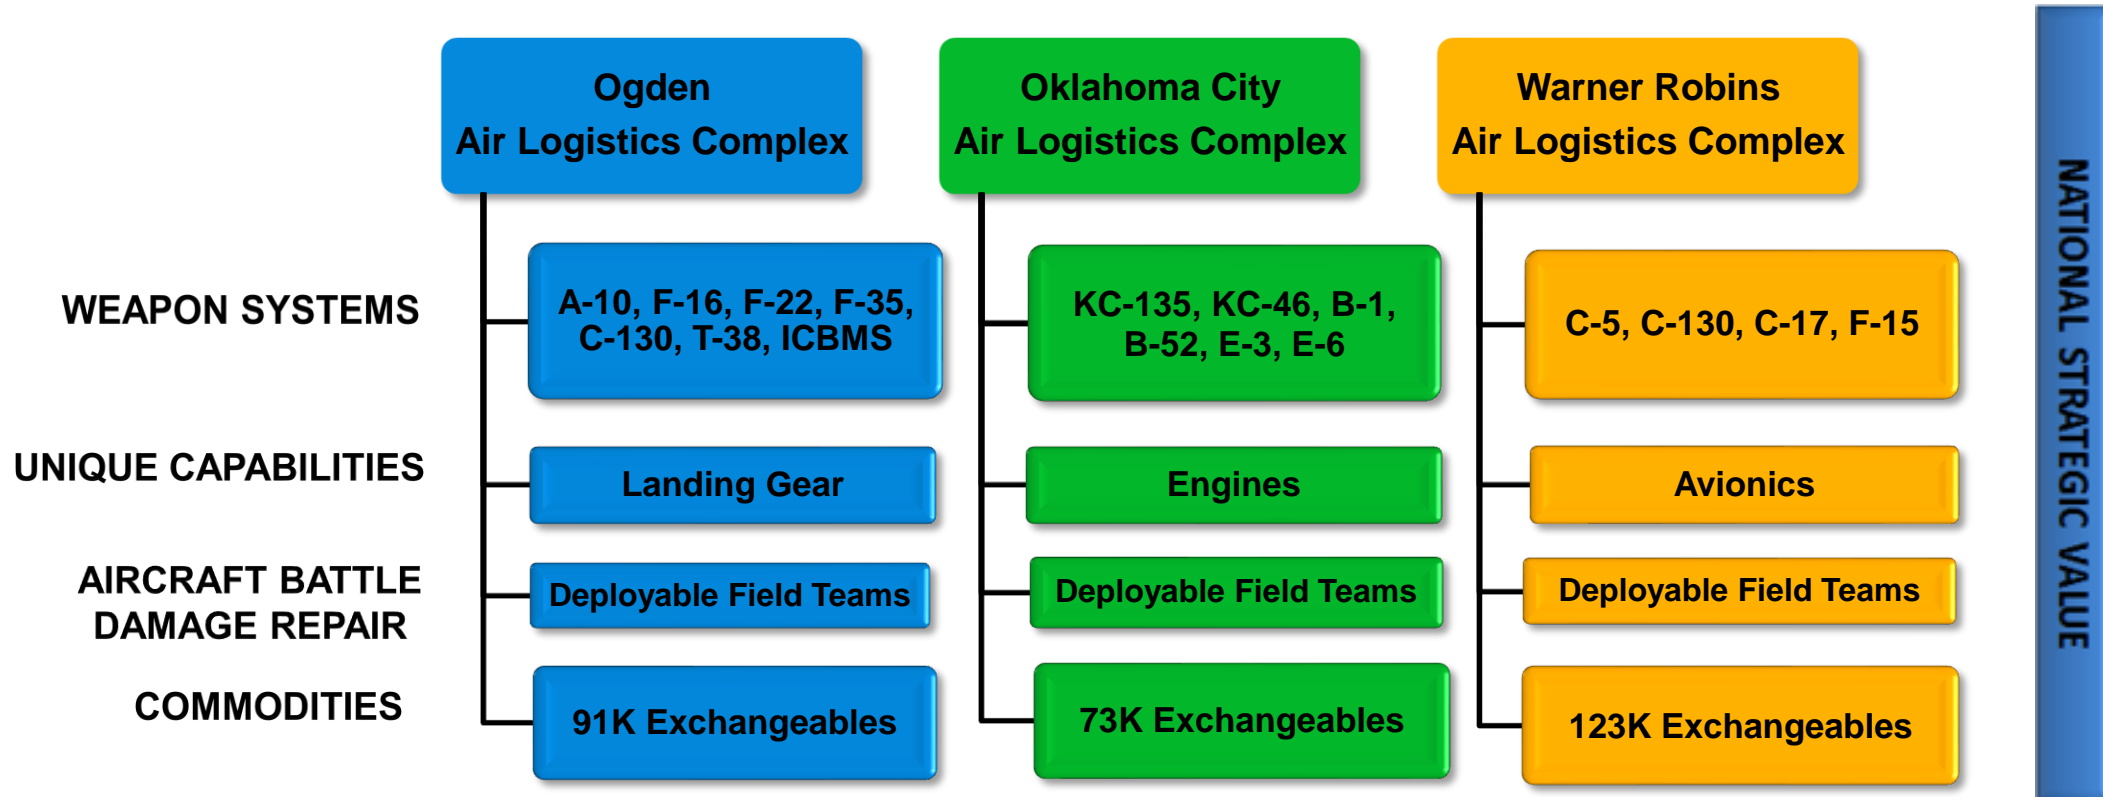 Ogden
Air Logistics Complex
Oklahoma City
Air Logistics Complex
Warner Robins
Air Logistics Complex
WEAPON SYSTEMS
A-10, F-16, F-22, F-35,
C-130, T-38, ICBMS
KC-135, KC-46, B-1,
B-52, E-3, E-6
C-5, C-130, C-17, F-15
UNIQUE CAPABILITIES
Landing Gear
Engines
Avionics
AIRCRAFT BATTLE
DAMAGE REPAIR
Deployable Field Teams
Deployable Field Teams
Deployable Field Teams
COMMODITIES
91K Exchangeables
73K Exchangeables
123K Exchangeables
NATIONAL STRATEGIC VALUE